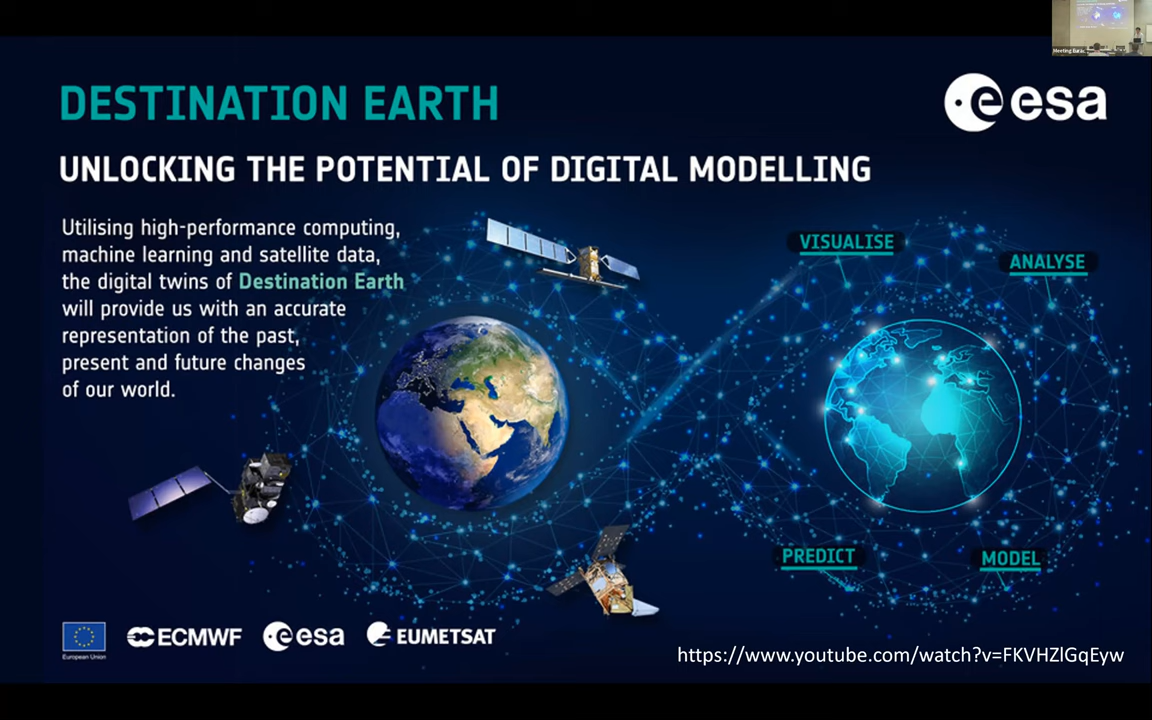 DESTINATION EARTH
esa
UNLOCKING THE POTENTIAL OF DIGITAL MODELLING
Utilising high-performance computing,
machine learning and satellite data,
the digital twins of Destination Earth
will provide us with an accurate
representation of the past,
present and future changes
of our world.
VISUALISE
ANALYSE
PREDICT
MODEL
European Union
ECMWF
esa
EUMETSAT
https://www.youtube.com/watch?v=FKVHZlGqEyw